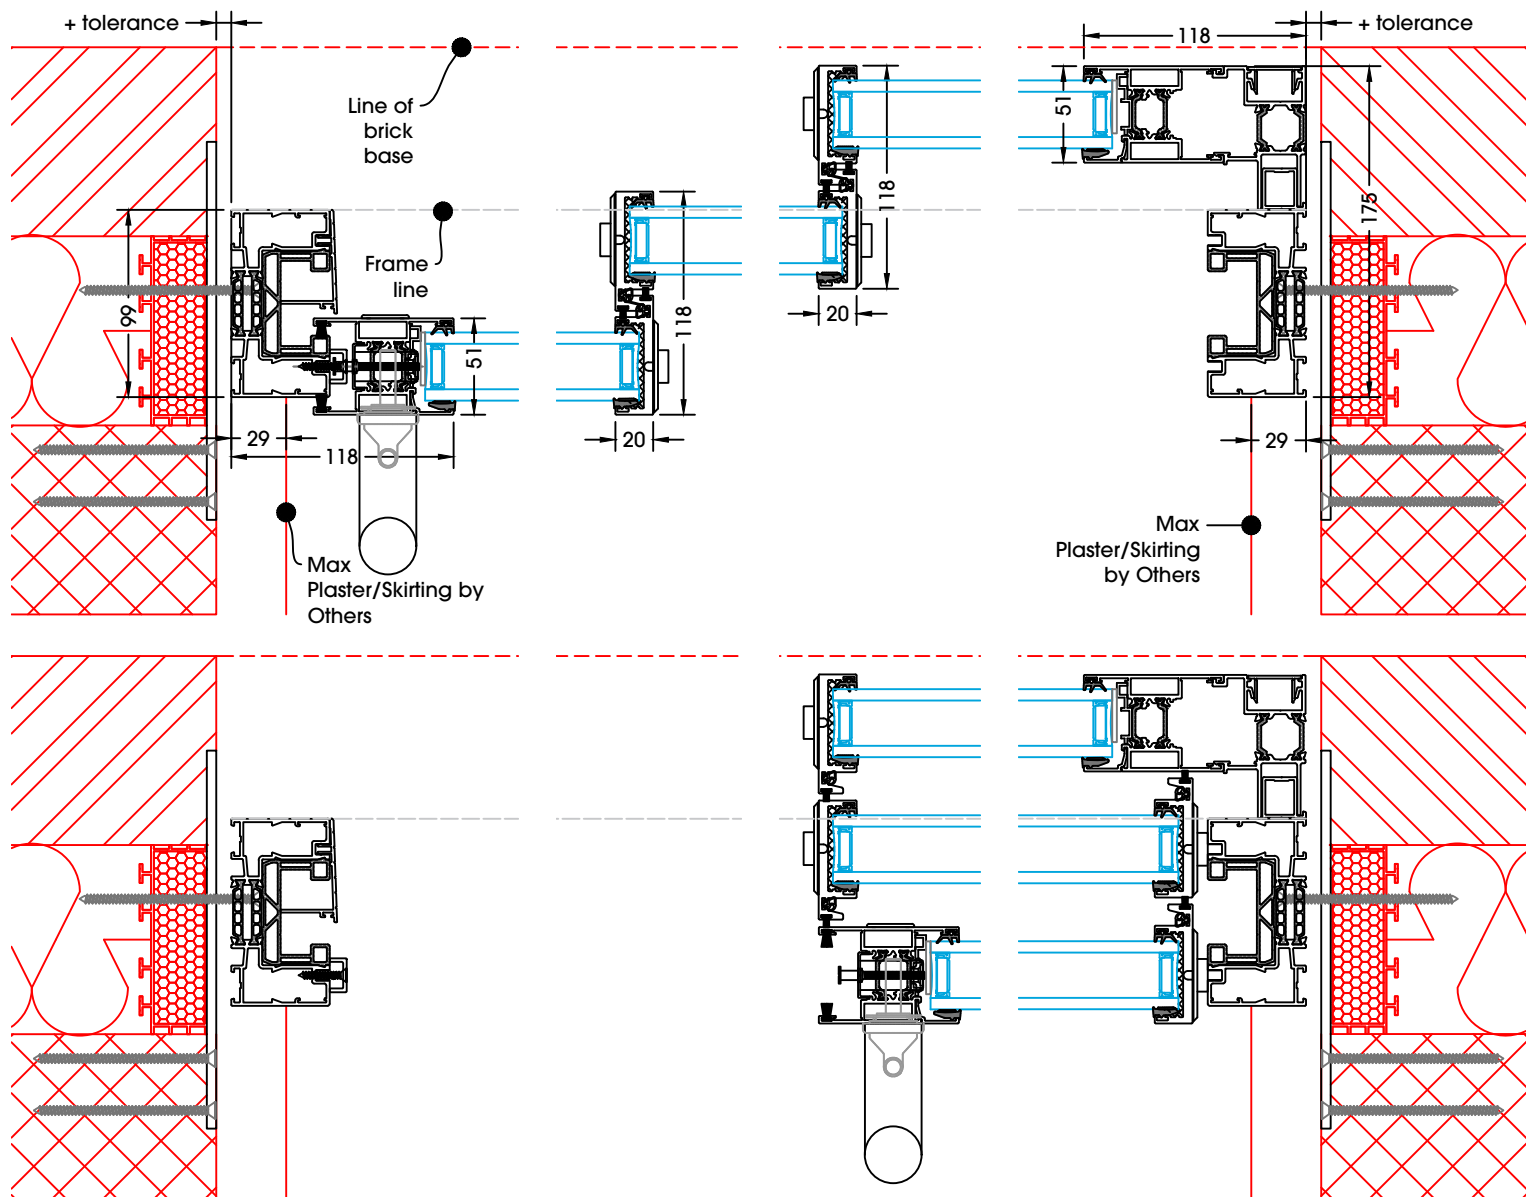 + tolerance
+ tolerance
118
Line of
brick
base
51
118
175
Frame
line
99
118
51
20
20
29
118
29
Max
Plaster/Skirting by
Others
Max
Plaster/Skirting
by Others